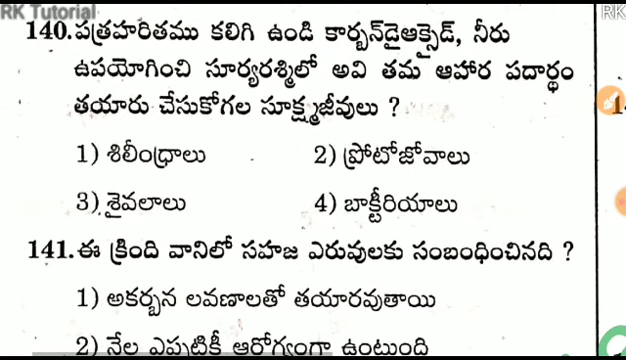 RK Tutorial
RK
140. పత్రహరితము కలిగి ఉండి కార్బన్‌డైఆక్సైడ్, నీరు
ఉపయోగించి సూర్యరశ్మిలో అవి తమ ఆహార పదార్థం
తయారు చేసుకోగల సూక్ష్మజీవులు ?
1) శిలీంధ్రాలు 2) ప్రోటోజోవాలు
3) శైవలాలు 4) బాక్టీరియాలు
141. ఈ క్రింది వానిలో సహజ ఎరువులకు సంబంధించినది ?
1) అకర్బన లవణాలతో తయారవుతాయి
2) నేల ఎప్పటికీ ఆరోగ్యంగా ఉంటుంది